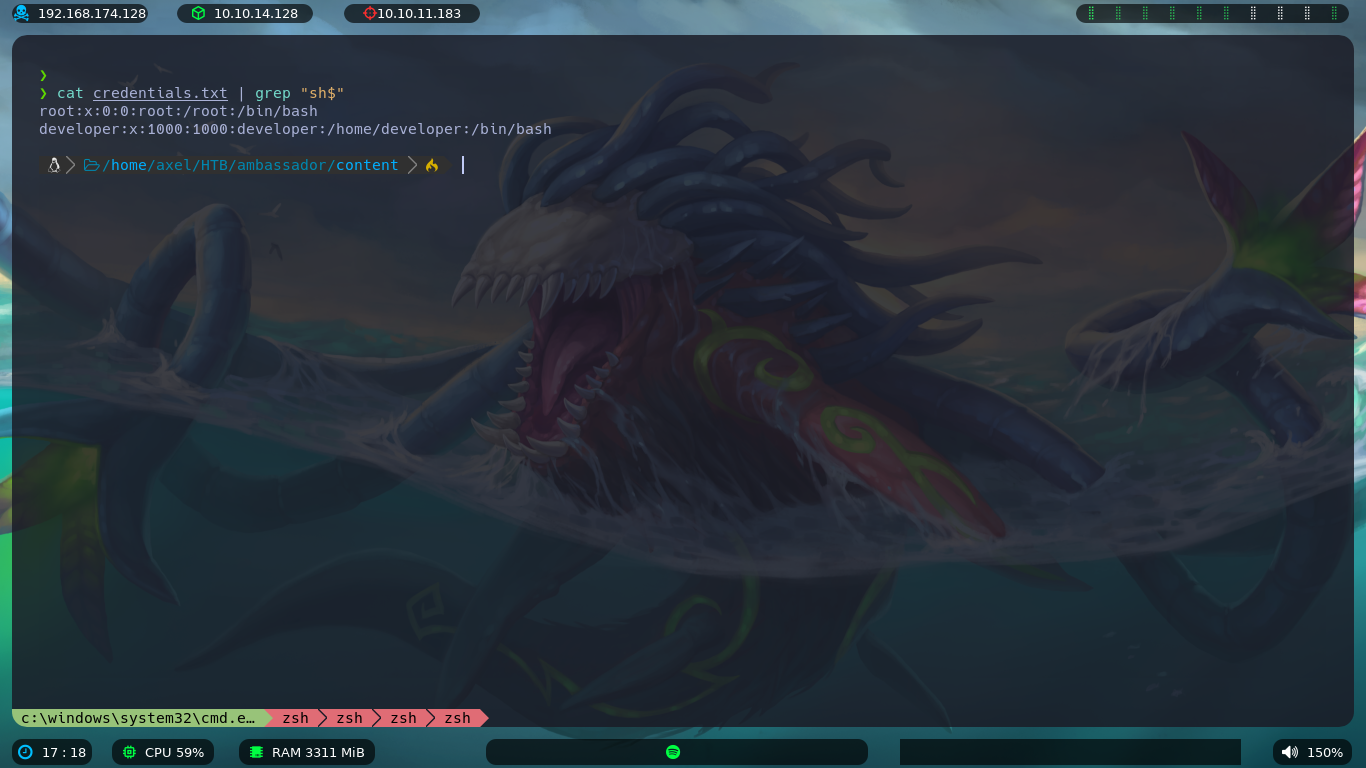 192.168.174.128 10.10.14.128 10.10.11.183
❯
❯ cat credentials.txt | grep "sh$"
root:x:0:0:root:/root:/bin/bash
developer:x:1000:1000:developer:/home/developer:/bin/bash
/home/axel/HTB/ambassador/content
c:\windows\system32\cmd.e… zsh zsh zsh zsh
17 : 18 CPU 59% RAM 3311 MiB 150%